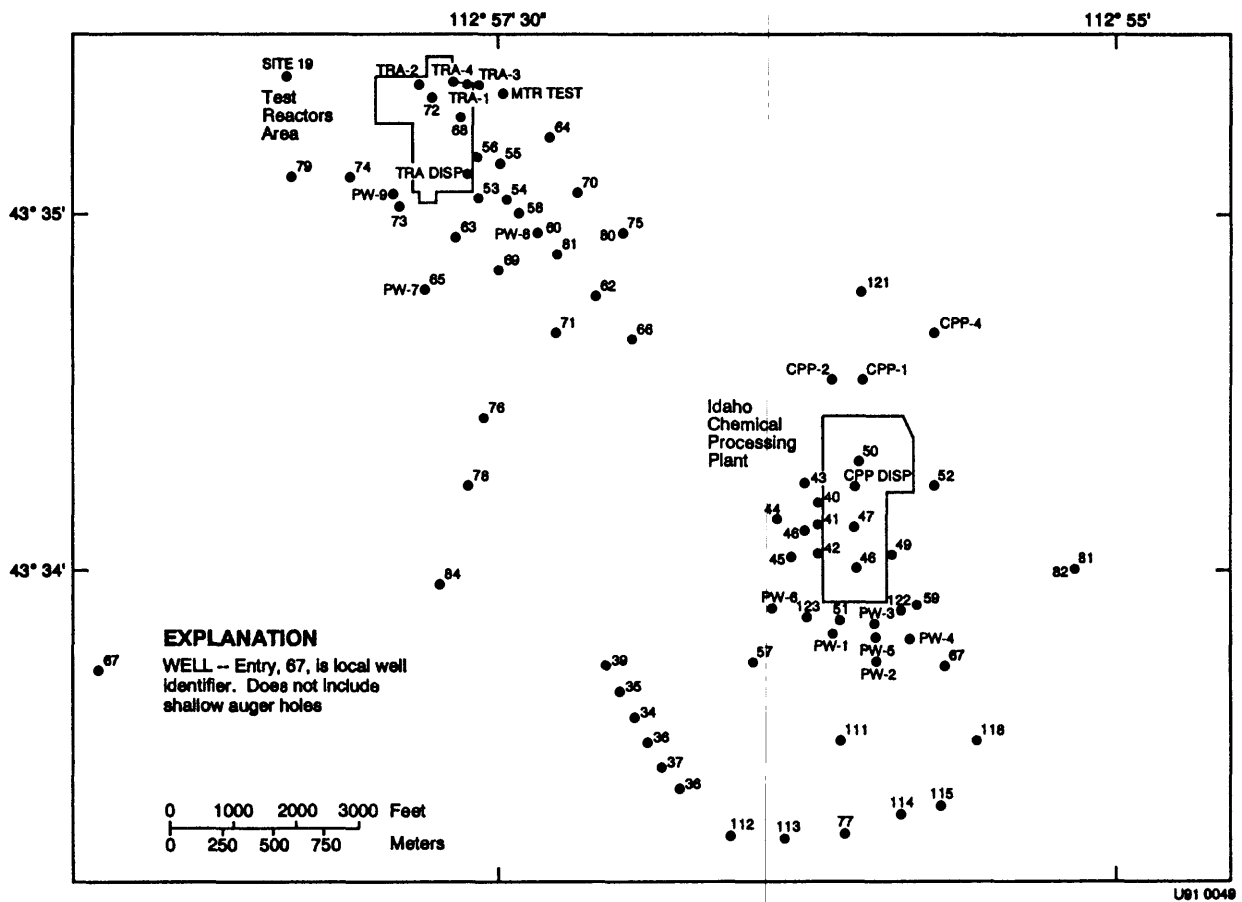 112° 57' 30"
112° 55'
SITE 19
Test
Reactors
Area
TRA-2
TRA-4
TRA-3
TRA-1
MTR TEST
72
68
64
56
55
TRA DISP
79
74
PW-9
73
53
54
58
70
43° 35'
63
PW-8
60
80
75
81
69
PW-7
65
62
71
66
121
CPP-4
CPP-2
CPP-1
76
Idaho
Chemical
Processing
Plant
50
78
43
CPP DISP
52
40
44
41
47
46
42
49
45
46
43° 34'
81
82
84
PW-6
123
51
122
59
PW-3
PW-1
PW-4
PW-5
PW-2
57
67
67
EXPLANATION
WELL -- Entry, 67, is local well
identifier. Does not include
shallow auger holes
39
35
34
36
37
36
111
118
0 1000 2000 3000 Feet
0 250 500 750 Meters
112
113
77
114
115
U91 0049